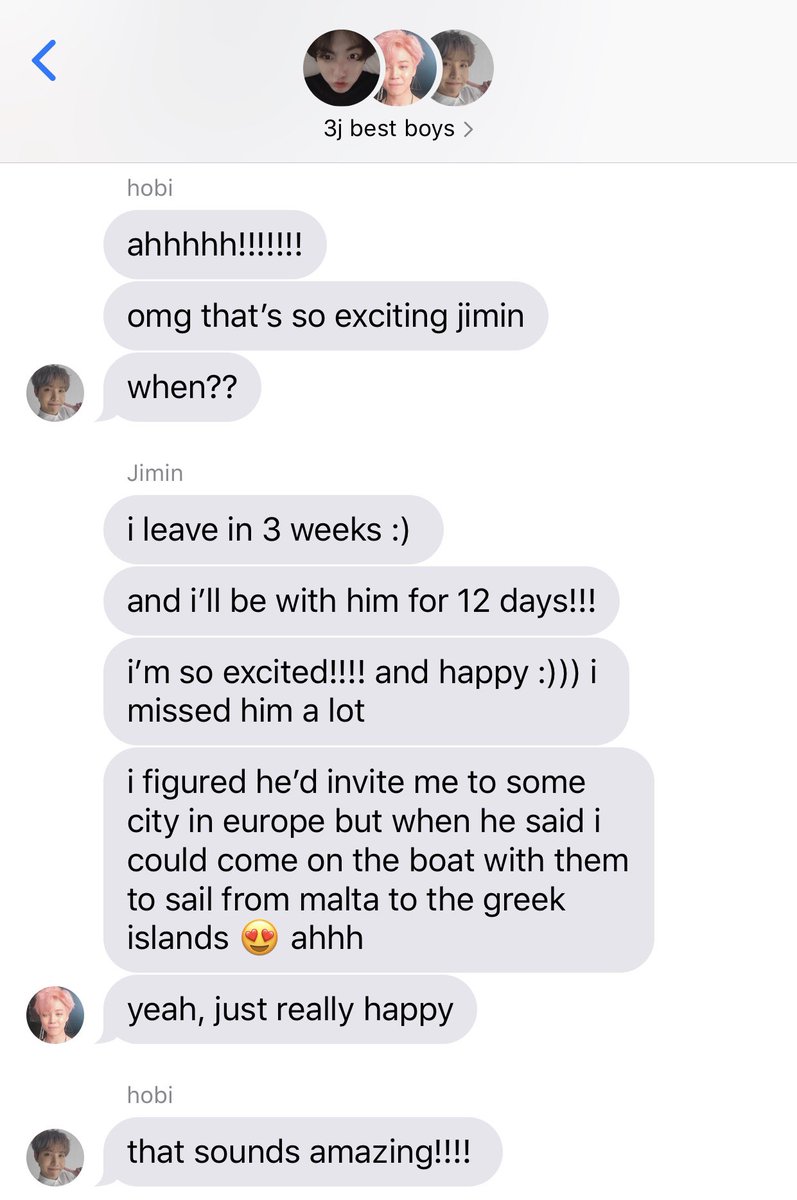 3j best boys
hobi
ahhhhh!!!!!!!
omg that’s so exciting jimin
when??
Jimin
i leave in 3 weeks :)
and i’ll be with him for 12 days!!!
i’m so excited!!!! and happy :))) i
missed him a lot
i figured he’d invite me to some
city in europe but when he said i
could come on the boat with them
to sail from malta to the greek
islands 😍 ahhh
yeah, just really happy
hobi
that sounds amazing!!!!